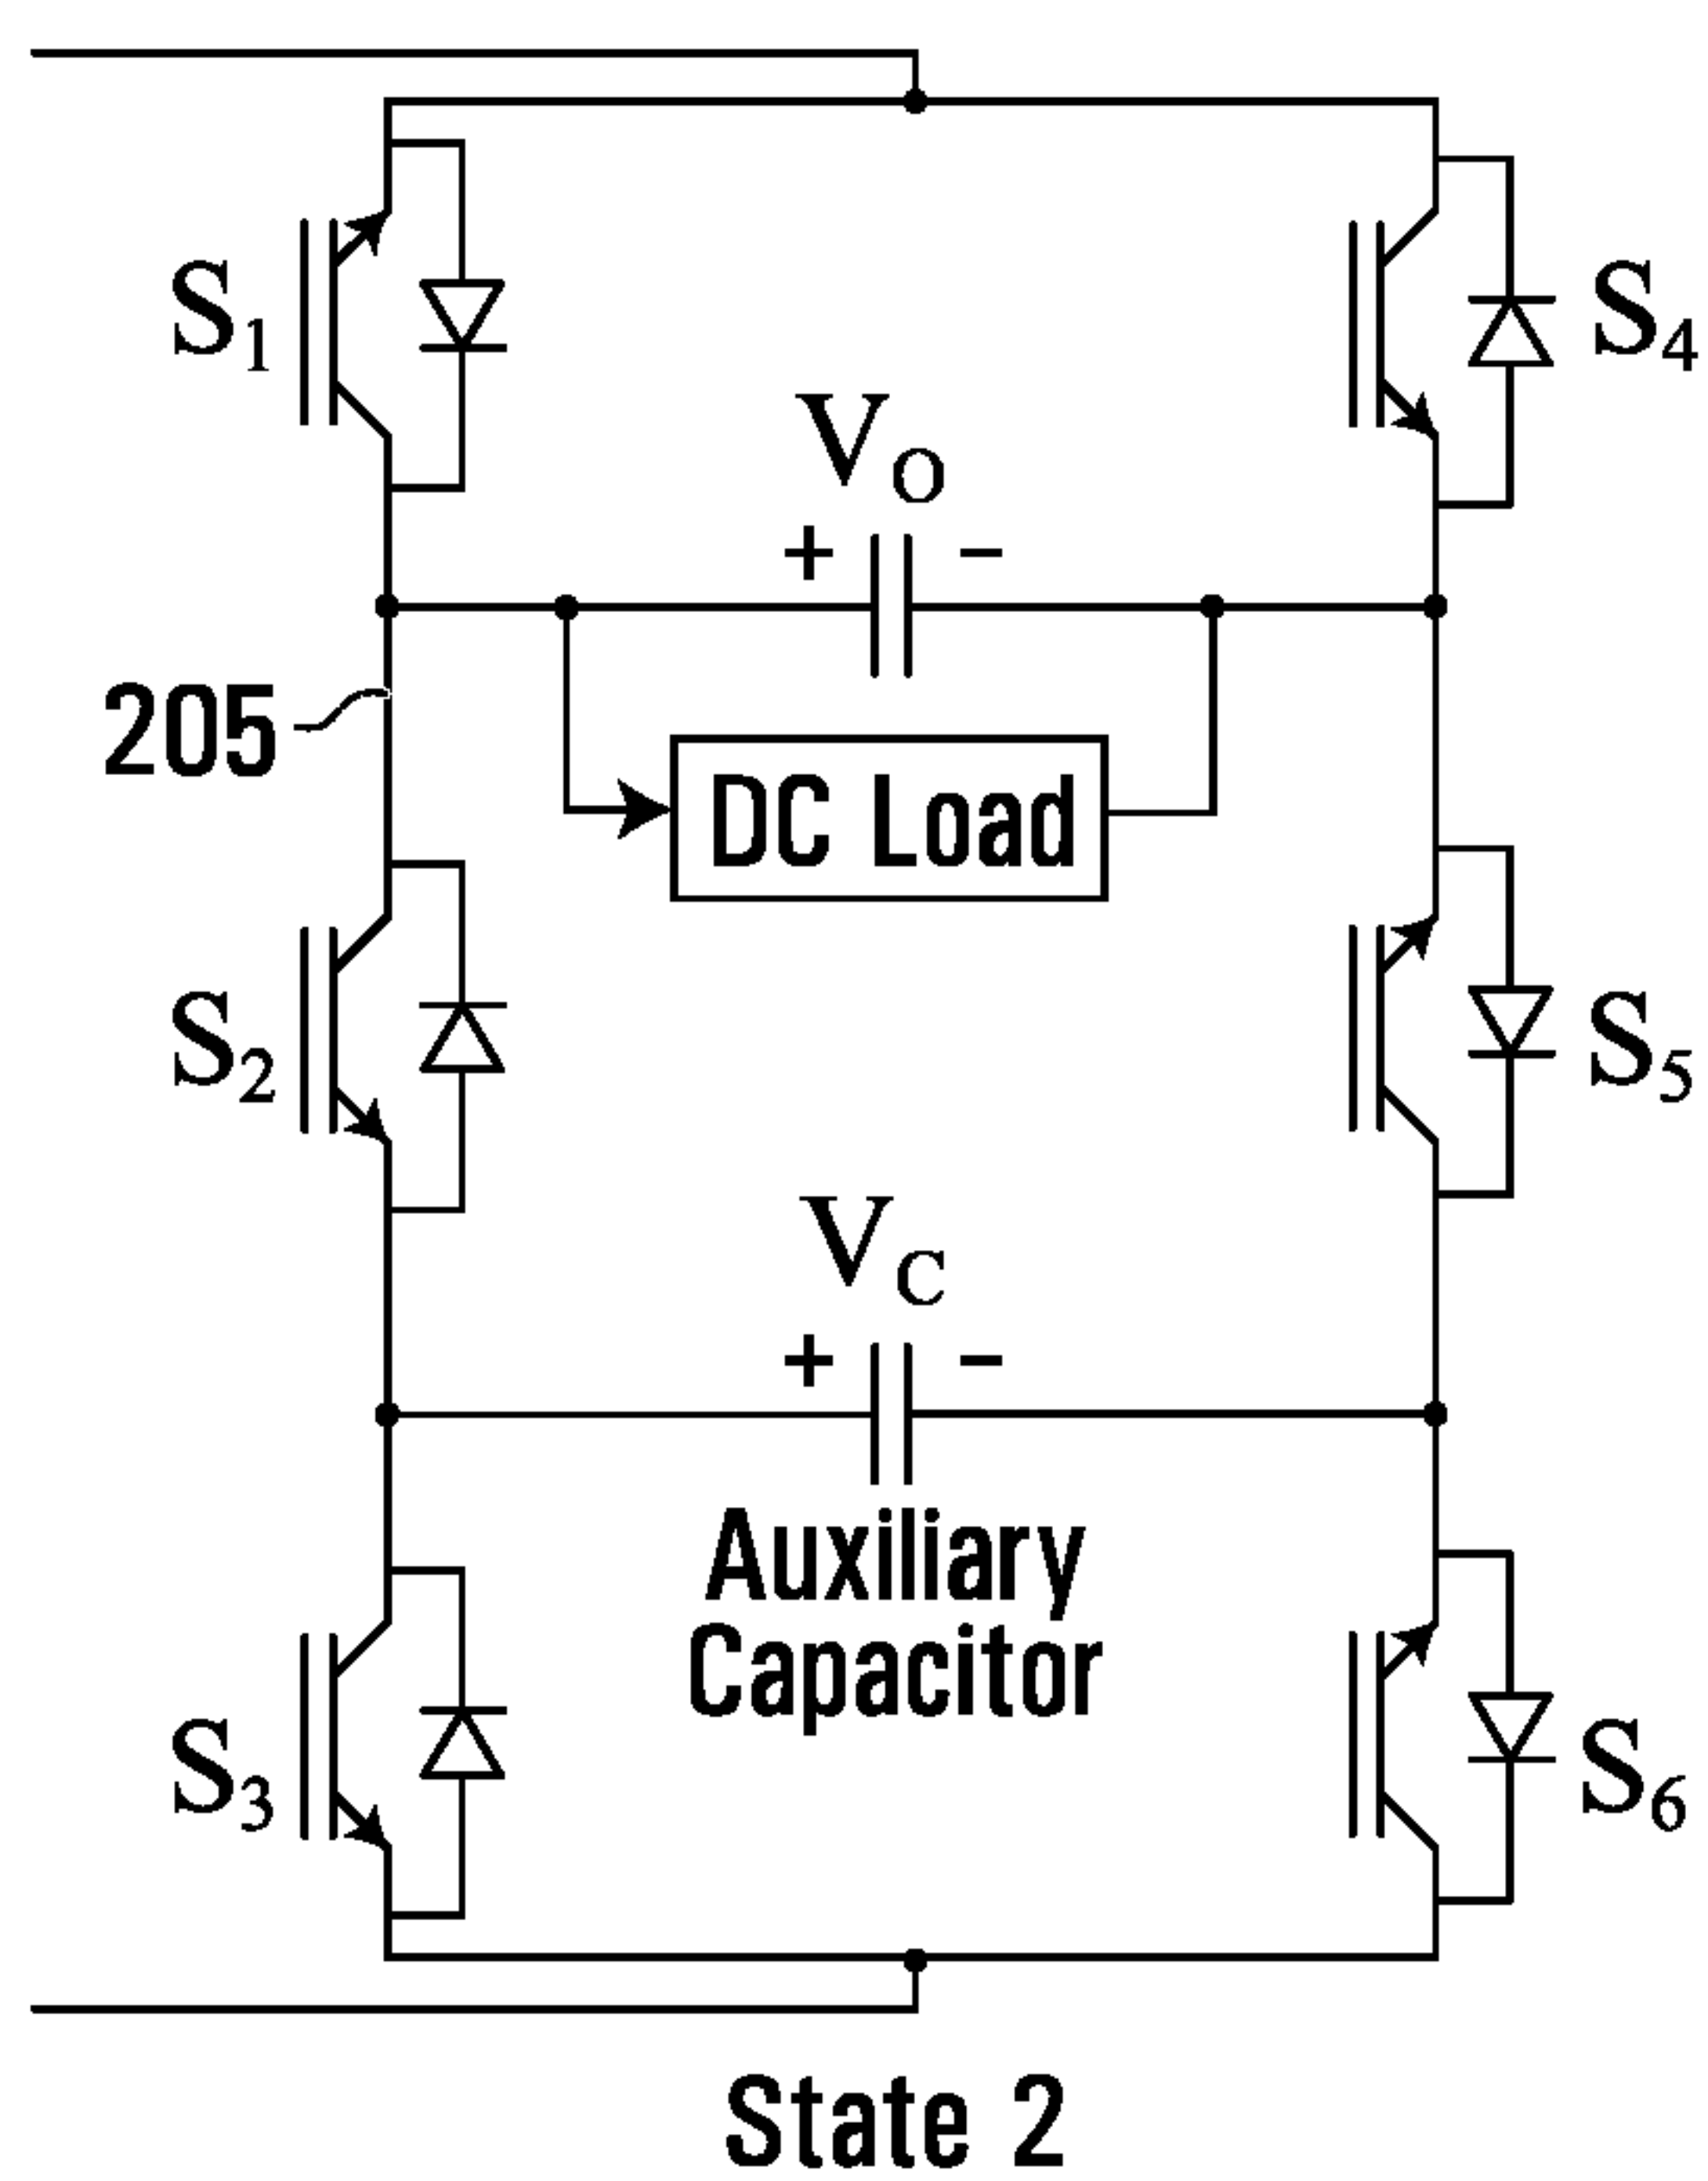 S1
S4
VO
+ −
205
DC Load
S2
S5
VC
+ −
Auxiliary
Capacitor
S3
S6
State 2